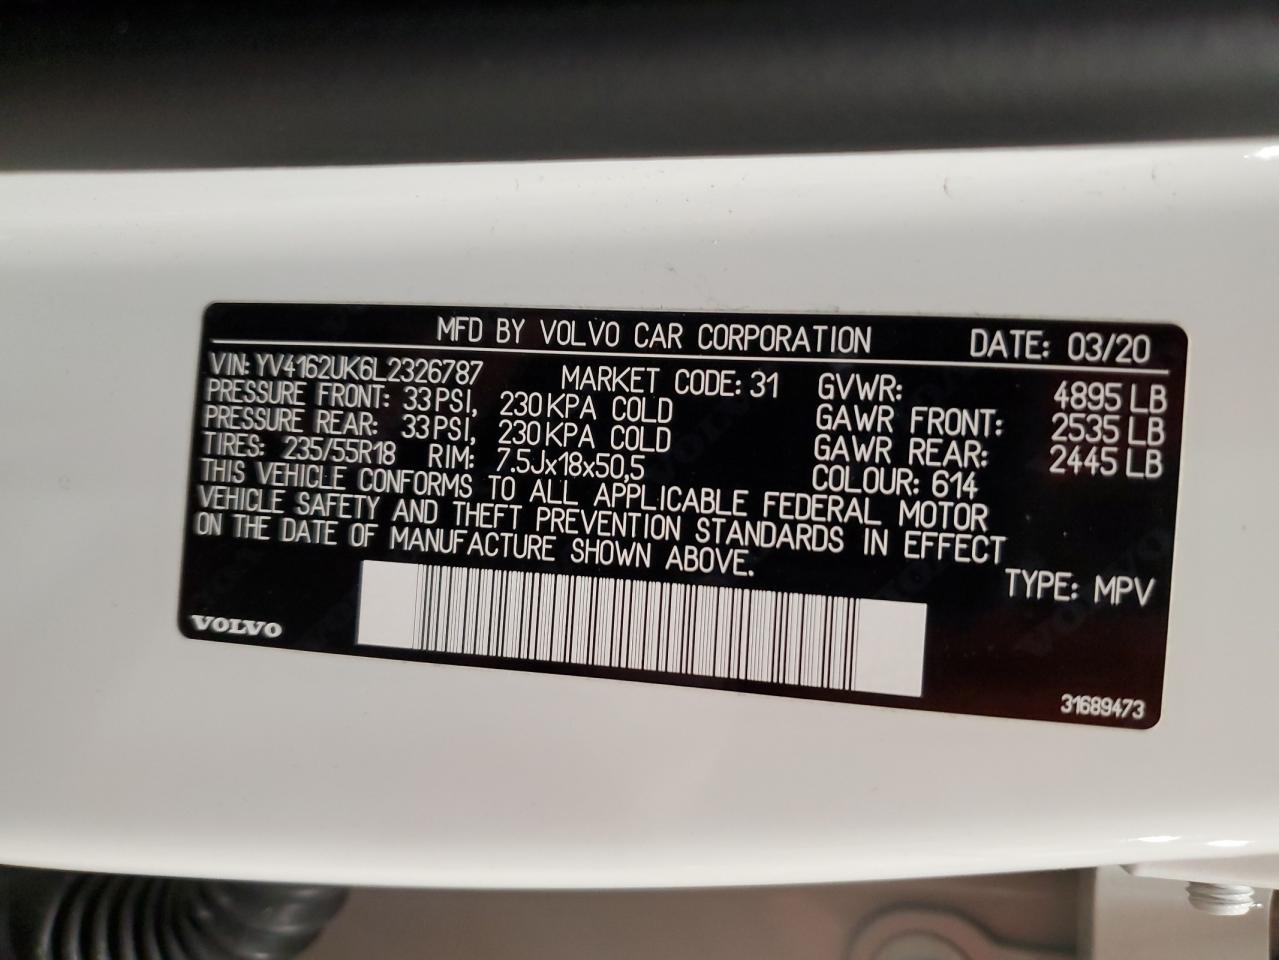 MFD BY VOLVO CAR CORPORATION DATE: 03/20
VIN: YV4162UK6L2326787 MARKET CODE: 31 GVWR: 4895 LB
PRESSURE FRONT: 33 PSI, 230 KPA COLD GAWR FRONT: 2535 LB
PRESSURE REAR: 33 PSI, 230 KPA COLD GAWR REAR: 2445 LB
TIRES: 235/55R18 RIM: 7.5Jx18x50,5 COLOUR: 614
THIS VEHICLE CONFORMS TO ALL APPLICABLE FEDERAL MOTOR
VEHICLE SAFETY AND THEFT PREVENTION STANDARDS IN EFFECT
ON THE DATE OF MANUFACTURE SHOWN ABOVE.
TYPE: MPV
VOLVO
31689473